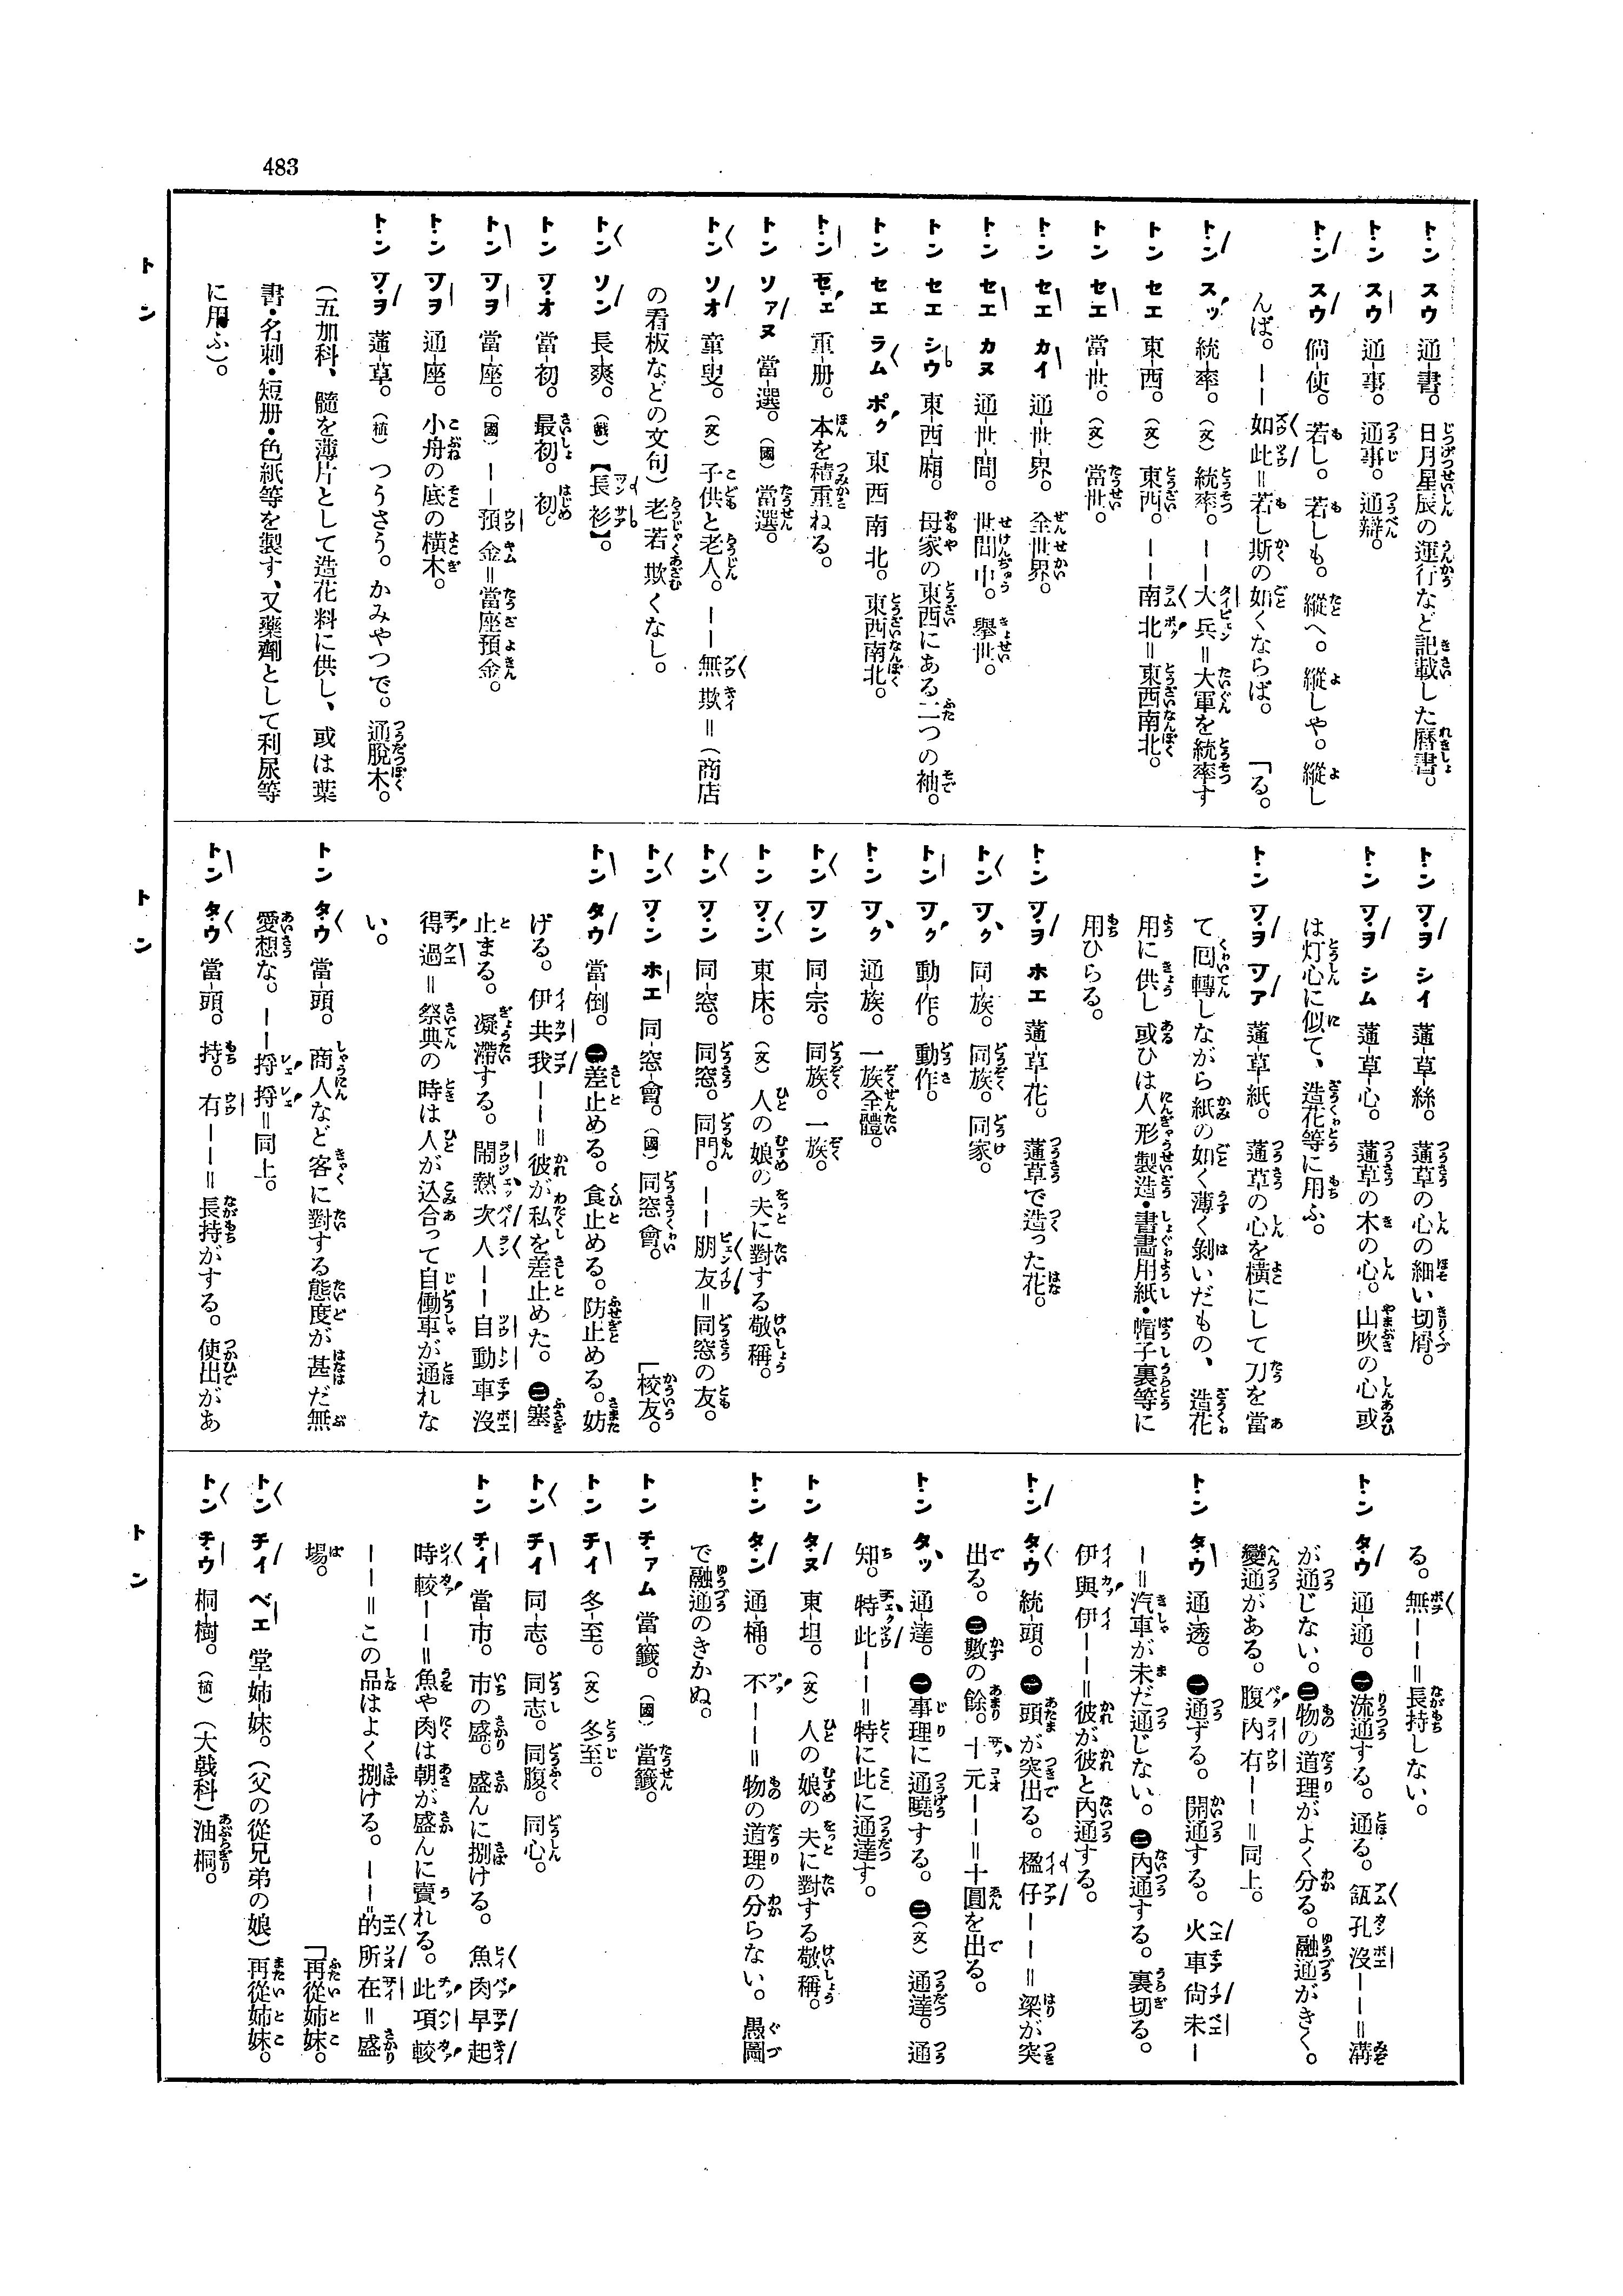 483
トン スウ 通-書。日月星辰の運行など記載した曆書。
トン スウ 通-事。通事。通辯。
トン スウ 倘-使。若し。若しも。縱へ。縱しや。縱し
んば。——如此＝若し斯の如くならば。「る。
トン スッ 統-率。（文）統率。——大兵＝大軍を統率す
トン セエ 東-西。（文）東西。——南北＝東西南北。
トン セエ 當-世。（文）當世。
トン セエ カイ 通-世-界。全世界。
トン セエ カヌ 通-世-間。世間中。擧世。
トン セエ シウ 東-西-廂。母家の東西にある二つの袖。
トン セエ ラム ポク 東西南北。東西南北。
トン セェ 重-册。本を積重ねる。
トン ソァヌ 當-選。（國）當選。
トン ソオ 童-叟。（文）子供と老人。——無欺＝（商店
の看板などの文句）老若欺くなし。
トン ソン 長-爽。（戲）【長衫】。
トン ツオ 當-初。最初。初。
トン ツヲ 當-座。（國）——預金＝當座預金。
トン ツヲ 通-座。小舟の底の橫木。
トン ツヲ 蓪-草。（植）つうさう。かみやつで。通脫木。
（五加科、髓を薄片として造花料に供し、或は葉
書・名刺・短册・色紙等を製す、又藥劑として利尿等
に用ふ）。
トン ツヲ シイ 蓪-草-絲。蓪草の心の細い切屑。
トン ツヲ シム 蓪-草-心。蓪草の木の心。山吹の心或
は灯心に似て、造花等に用ふ。
トン ツヲ ツア 蓪-草-紙。蓪草の心を橫にして刀を當
て回轉しながら紙の如く薄く剝いだもの、造花
用に供し或ひは人形製造・書畵用紙・帽子裏等に
用ひらる。
トン ツヲ ホエ 蓪-草-花。蓪草で造った花。
トン ツク 同-族。同族。同家。
トン ツク 動-作。動作。
トン ツク 通-族。一族全體。
トン ツン 同-宗。同族。一族。
トン ツン 東-床。（文）人の娘の夫に對する敬稱。
トン ツン 同-窓。同窓。同門。——朋友＝同窓の友。
トン ツン ホエ 同-窓-會。（國）同窓會。「校友。
トン タウ 當-倒。㊀差止める。食止める。防止める。妨
げる。伊共我——＝彼が私を差止めた。㊁塞
止まる。凝滯する。鬧熱次人——自動車沒
得過＝祭典の時は人が込合って自働車が通れな
い。
トン タウ 當-頭。商人など客に對する態度が甚だ無
愛想な。——捋捋＝同上。
トン タウ 當-頭。持。有——＝長持がする。使出があ
る。無——＝長持しない。
トン タウ 通-通。㊀流通する。通る。瓴孔沒——＝溝
が通じない。㊁物の道理がよく分る。融通がきく。
變通がある。腹內有——＝同上。
トン タウ 通-透。㊀通ずる。開通する。火車尙未—
—＝汽車が未だ通じない。㊁內通する。裏切る。
伊與伊——＝彼が彼と內通する。
トン タウ 統-頭。㊀頭が突出る。楹仔——＝梁が突
出る。㊁數の餘。十元——＝十圓を出る。
トン タッ 通-達。㊀事理に通曉する。㊁（文）通達。通
知。特此——＝特に此に通達す。
トン タヌ 東-坦。（文）人の娘の夫に對する敬稱。
トン タン 通-桶。不——＝物の道理の分らない。愚圖
で融通のきかぬ。
トン チァム 當-籤。（國）當籤。
トン チイ 冬-至。（文）冬至。
トン チイ 同-志。同志。同腹。同心。
トン チイ 當-市。市の盛。盛んに捌ける。魚肉早起
時較——＝魚や肉は朝が盛んに賣れる。此項較
——＝この品はよく捌ける。——的所在＝盛
場。「再從姉妹。
トン チイ ベエ 堂-姉-妹。（父の從兄弟の娘）再從姉妹。
トン チウ 桐-樹。（植）（大戟科）油桐。
トン
トン
トン